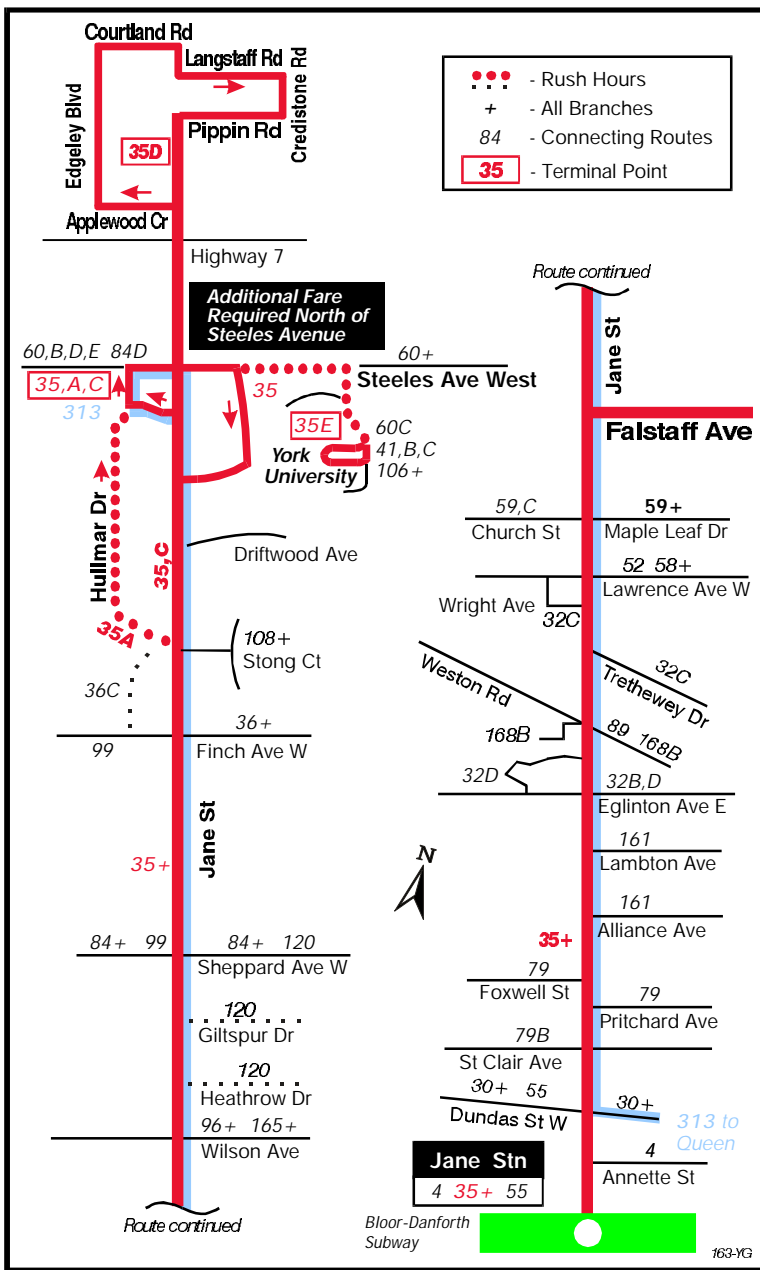 Courtland Rd
Langstaff Rd
Credistone Rd
Edgeley Blvd
Pippin Rd
35D
Applewood Cr
Highway 7
- Rush Hours
+ - All Branches
84 - Connecting Routes
35 - Terminal Point
Additional Fare
Required North of
Steeles Avenue
60,B,D,E 84D
35,A,C
313
60+
Steeles Ave West
35
35E
York
University
60C
41,B,C
106+
Hullmar Dr
35,C
Driftwood Ave
35A
108+
Stong Ct
36C
36+
99
Finch Ave W
Jane St
35+
84+ 99
84+ 120
Sheppard Ave W
120
Giltspur Dr
120
Heathrow Dr
96+ 165+
Wilson Ave
Route continued
Route continued
Jane St
Falstaff Ave
59,C
59+
Church St
Maple Leaf Dr
52 58+
Lawrence Ave W
Wright Ave
32C
Weston Rd
32C
Trethewey Dr
168B
89 168B
32D
32B,D
Eglinton Ave E
161
Lambton Ave
161
Alliance Ave
N
35+
79
Foxwell St
79
Pritchard Ave
79B
St Clair Ave
30+ 55
Dundas St W
30+
313 to
Queen
4
Annette St
Jane Stn
4 35+ 55
Bloor-Danforth
Subway
163-YG